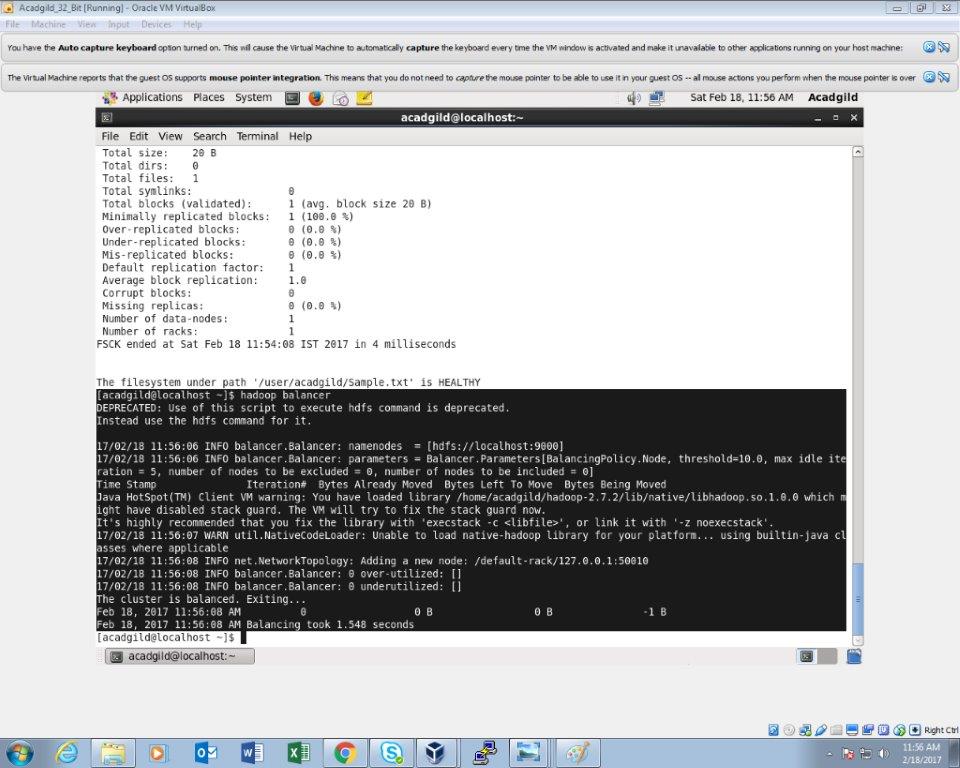 Acadgild_32_Bit [Running] - Oracle VM VirtualBox
File Machine View Input Devices Help
You have the Auto capture keyboard option turned on. This will cause the Virtual Machine to automatically capture the keyboard every time the VM window is activated and make it unavailable to other applications running on your host machine:
The Virtual Machine reports that the guest OS supports mouse pointer integration. This means that you do not need to capture the mouse pointer to be able to use it in your guest OS -- all mouse actions you perform when the mouse pointer is over
Applications Places System Sat Feb 18, 11:56 AM Acadgild
acadgild@localhost:~
File Edit View Search Terminal Help
Total size: 20 B
Total dirs: 0
Total files: 1
Total symlinks: 0
Total blocks (validated): 1 (avg. block size 20 B)
Minimally replicated blocks: 1 (100.0 %)
Over-replicated blocks: 0 (0.0 %)
Under-replicated blocks: 0 (0.0 %)
Mis-replicated blocks: 0 (0.0 %)
Default replication factor: 1
Average block replication: 1.0
Corrupt blocks: 0
Missing replicas: 0 (0.0 %)
Number of data-nodes: 1
Number of racks: 1
FSCK ended at Sat Feb 18 11:54:08 IST 2017 in 4 milliseconds
The filesystem under path '/user/acadgild/Sample.txt' is HEALTHY
[acadgild@localhost ~]$ hadoop balancer
DEPRECATED: Use of this script to execute hdfs command is deprecated.
Instead use the hdfs command for it.
17/02/18 11:56:06 INFO balancer.Balancer: namenodes = [hdfs://localhost:9000]
17/02/18 11:56:06 INFO balancer.Balancer: parameters = Balancer.Parameters[BalancingPolicy.Node, threshold=10.0, max idle ite
ration = 5, number of nodes to be excluded = 0, number of nodes to be included = 0]
Time Stamp Iteration# Bytes Already Moved Bytes Left To Move Bytes Being Moved
Java HotSpot(TM) Client VM warning: You have loaded library /home/acadgild/hadoop-2.7.2/lib/native/libhadoop.so.1.0.0 which m
ight have disabled stack guard. The VM will try to fix the stack guard now.
It's highly recommended that you fix the library with 'execstack -c <libfile>', or link it with '-z noexecstack'.
17/02/18 11:56:07 WARN util.NativeCodeLoader: Unable to load native-hadoop library for your platform... using builtin-java cl
asses where applicable
17/02/18 11:56:08 INFO net.NetworkTopology: Adding a new node: /default-rack/127.0.0.1:50010
17/02/18 11:56:08 INFO balancer.Balancer: 0 over-utilized: []
17/02/18 11:56:08 INFO balancer.Balancer: 0 underutilized: []
The cluster is balanced. Exiting...
Feb 18, 2017 11:56:08 AM 0 0 B 0 B -1 B
Feb 18, 2017 11:56:08 AM Balancing took 1.548 seconds
[acadgild@localhost ~]$
acadgild@localhost:~
Right Ctrl
11:56 AM
2/18/2017